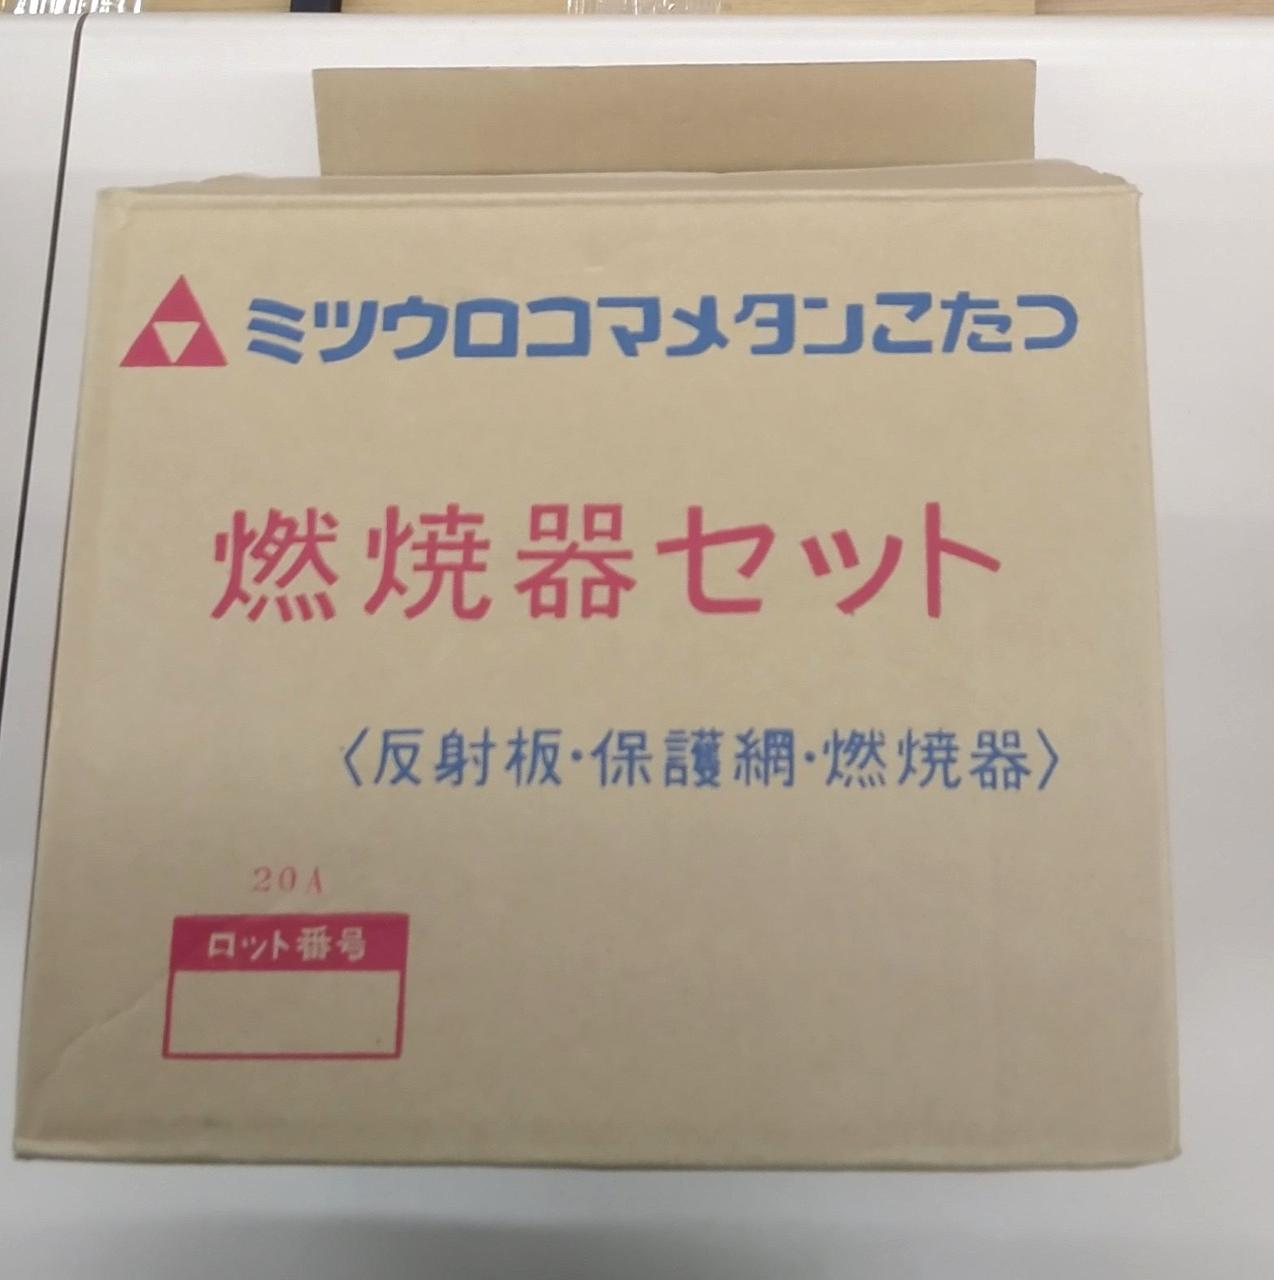 ミツウロコマメタンこたつ
燃焼器セット
〈反射板・保護網・燃焼器〉
20A
ロット番号